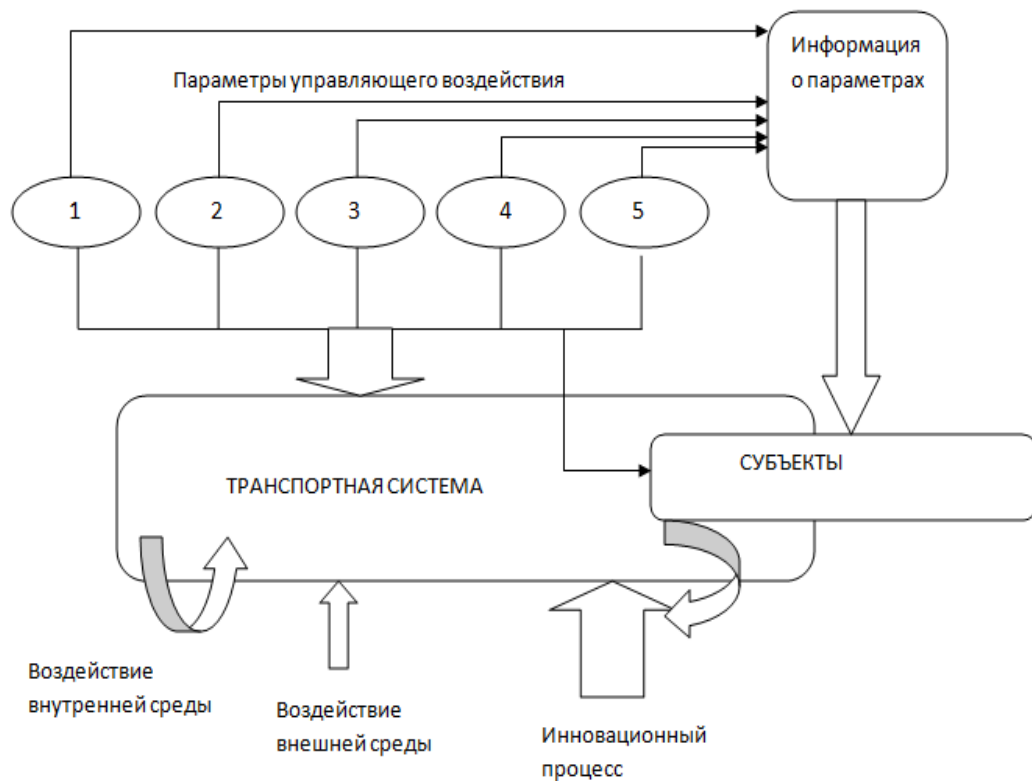 Информация
о параметрах
Параметры управляющего воздействия
1
2
3
4
5
СУБЪЕКТЫ
ТРАНСПОРТНАЯ СИСТЕМА
Воздействие
внутренней среды
Воздействие
внешней среды
Инновационный
процесс